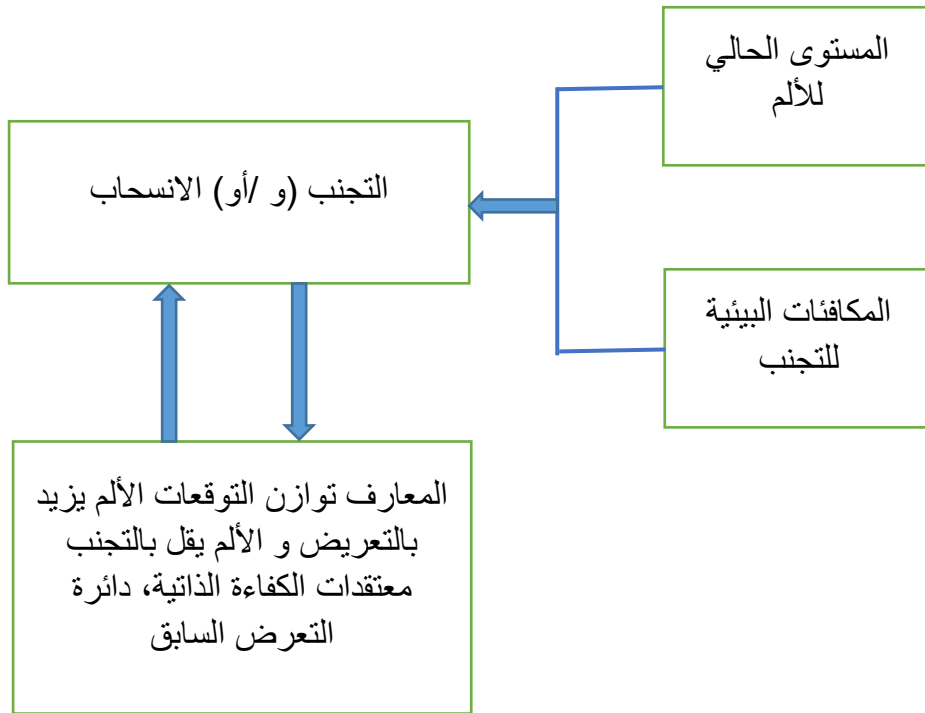 المستوى الحالي
للألم
التجنب (و /أو) الانسحاب
المكافئات البيئية
للتجنب
المعارف توازن التوقعات الألم يزيد
بالتعريض و الألم يقل بالتجنب
معتقدات الكفاءة الذاتية، دائرة
التعرض السابق